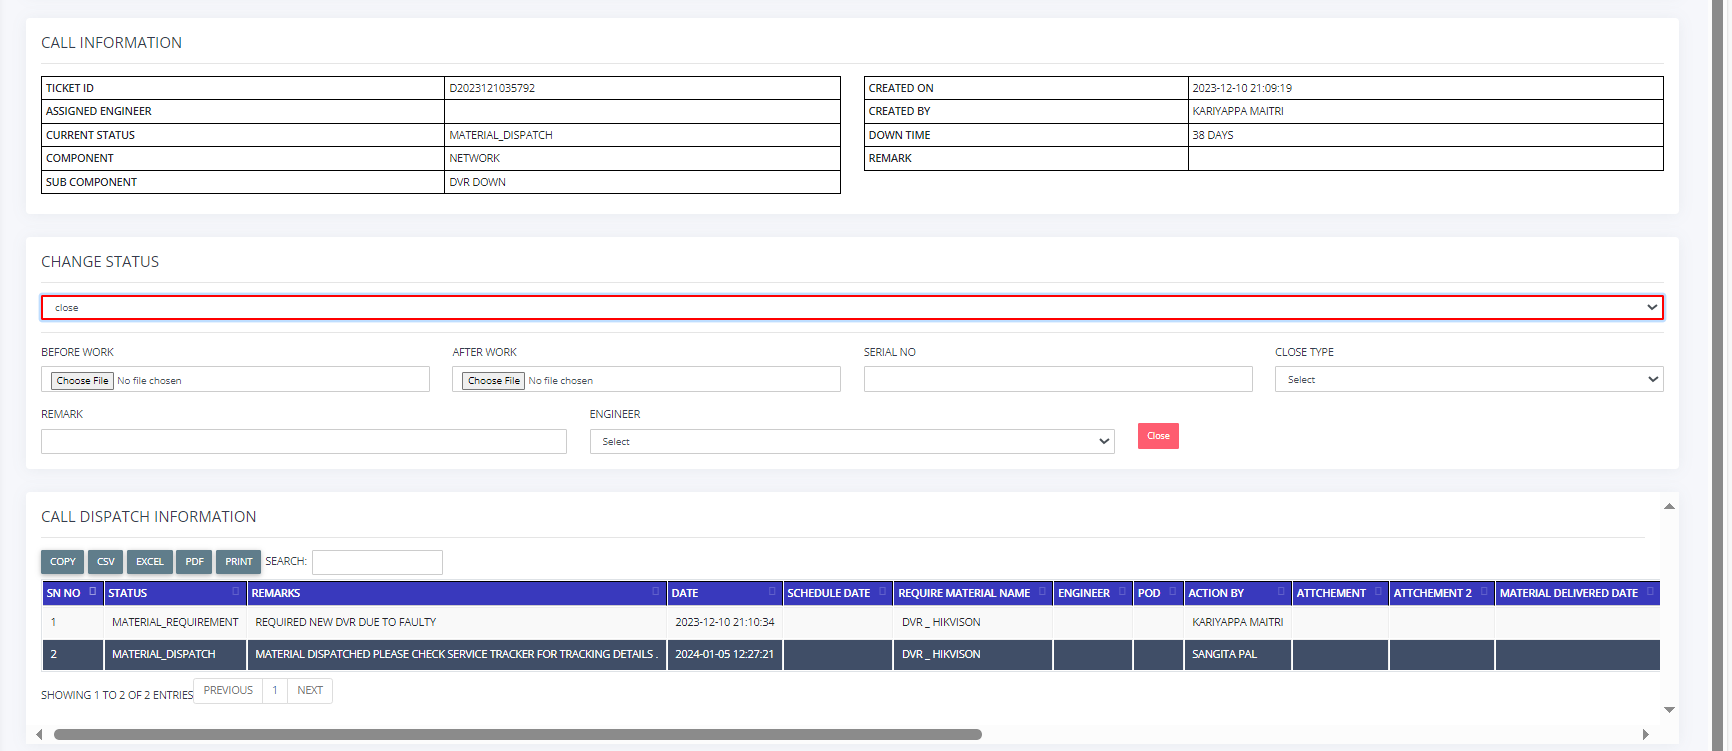 CALL INFORMATION
TICKET ID D2023121035792
ASSIGNED ENGINEER
CURRENT STATUS MATERIAL_DISPATCH
COMPONENT NETWORK
SUB COMPONENT DVR DOWN
CREATED ON 2023-12-10 21:09:19
CREATED BY KARIYAPPA MAITRI
DOWN TIME 38 DAYS
REMARK
CHANGE STATUS
close
BEFORE WORK AFTER WORK SERIAL NO CLOSE TYPE
Choose File No file chosen Choose File No file chosen Select
REMARK ENGINEER
Select Close
CALL DISPATCH INFORMATION
COPY CSV EXCEL PDF PRINT SEARCH:
SN NO STATUS REMARKS DATE SCHEDULE DATE REQUIRE MATERIAL NAME ENGINEER POD ACTION BY ATTCHEMENT ATTCHEMENT 2 MATERIAL DELIVERED DATE
1 MATERIAL_REQUIREMENT REQUIRED NEW DVR DUE TO FAULTY 2023-12-10 21:10:34 DVR _ HIKVISON KARIYAPPA MAITRI
2 MATERIAL_DISPATCH MATERIAL DISPATCHED PLEASE CHECK SERVICE TRACKER FOR TRACKING DETAILS . 2024-01-05 12:27:21 DVR _ HIKVISON SANGITA PAL
SHOWING 1 TO 2 OF 2 ENTRIES PREVIOUS 1 NEXT